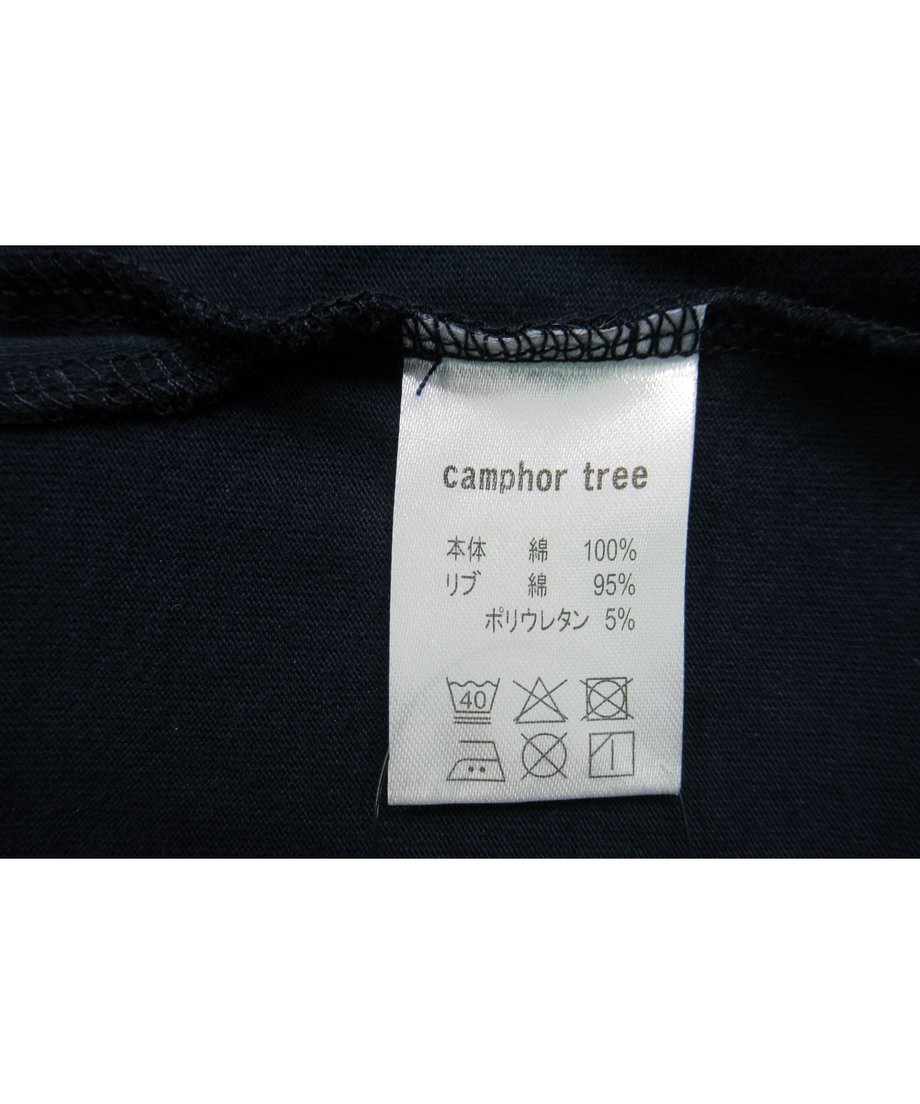 camphor tree
本体 綿 100%
リブ 綿 95%
ポリウレタン 5%
40